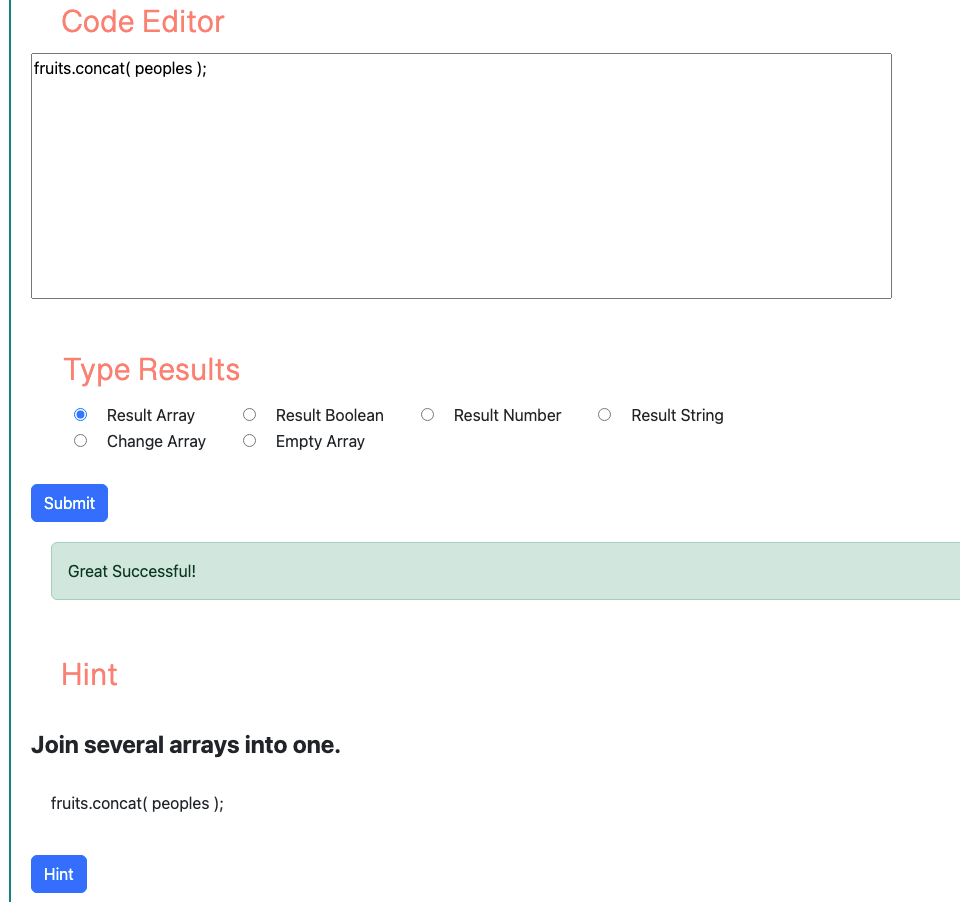 Code Editor
fruits.concat( peoples );
Type Results
Result Array Result Boolean Result Number Result String
Change Array Empty Array
Submit
Great Successful!
Hint
Join several arrays into one.
fruits.concat( peoples );
Hint